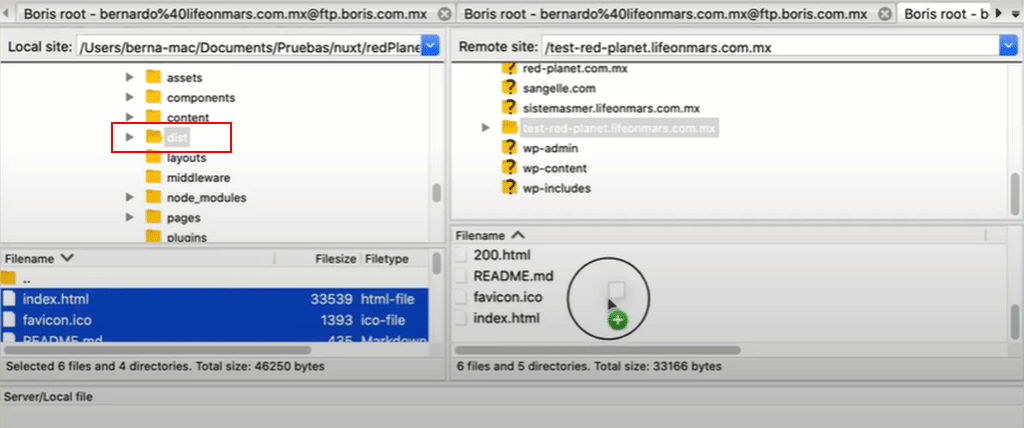 Boris root - bernardo%40lifeonmars.com.mx@ftp.boris.com.mx
Boris root - bernardo%40lifeonmars.com.mx@ftp.boris.com.mx
Boris root - b
Local site: /Users/berna-mac/Documents/Pruebas/nuxt/redPlane
assets
components
content
dist
layouts
middleware
node_modules
pages
plugins
Filename Filesize Filetype
..
index.html 33539 html-file
favicon.ico 1393 ico-file
README.md 435 Markdown
Selected 6 files and 4 directories. Total size: 46250 bytes
Remote site: /test-red-planet.lifeonmars.com.mx
red-planet.com.mx
sangelle.com
sistemasmer.lifeonmars.com.mx
test-red-planet.lifeonmars.com.mx
wp-admin
wp-content
wp-includes
Filename
200.html
README.md
favicon.ico
index.html
6 files and 5 directories. Total size: 33166 bytes
Server/Local file